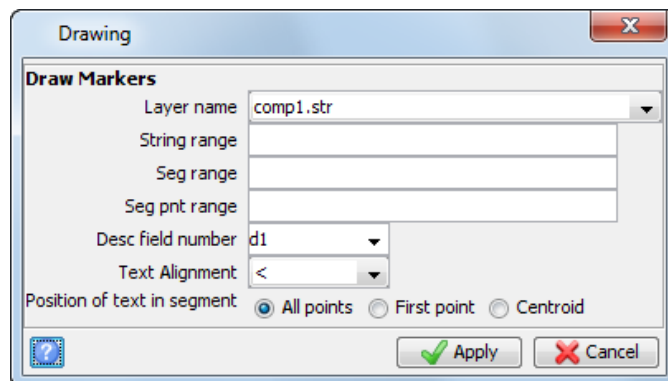 Drawing
Draw Markers
Layer name comp1.str
String range
Seg range
Seg pnt range
Desc field number d1
Text Alignment <
Position of text in segment All points First point Centroid
? Apply Cancel